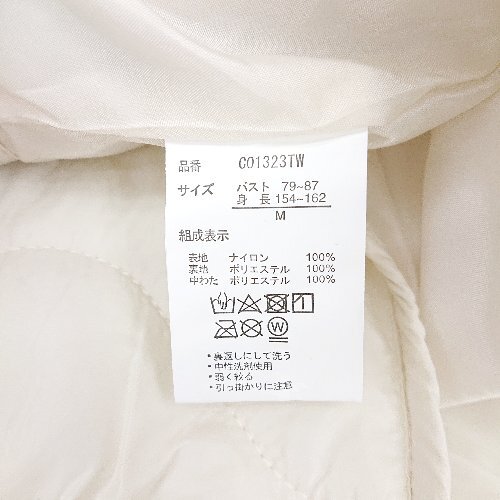 品番 CO1323TW
サイズ バスト 79~87
身長 154~162
M
組成表示
表地 ナイロン 100%
裏地 ポリエステル 100%
中わた ポリエステル 100%
W
・裏返しにして洗う
・中性洗剤使用
・弱く絞る
・引っ掛かりに注意